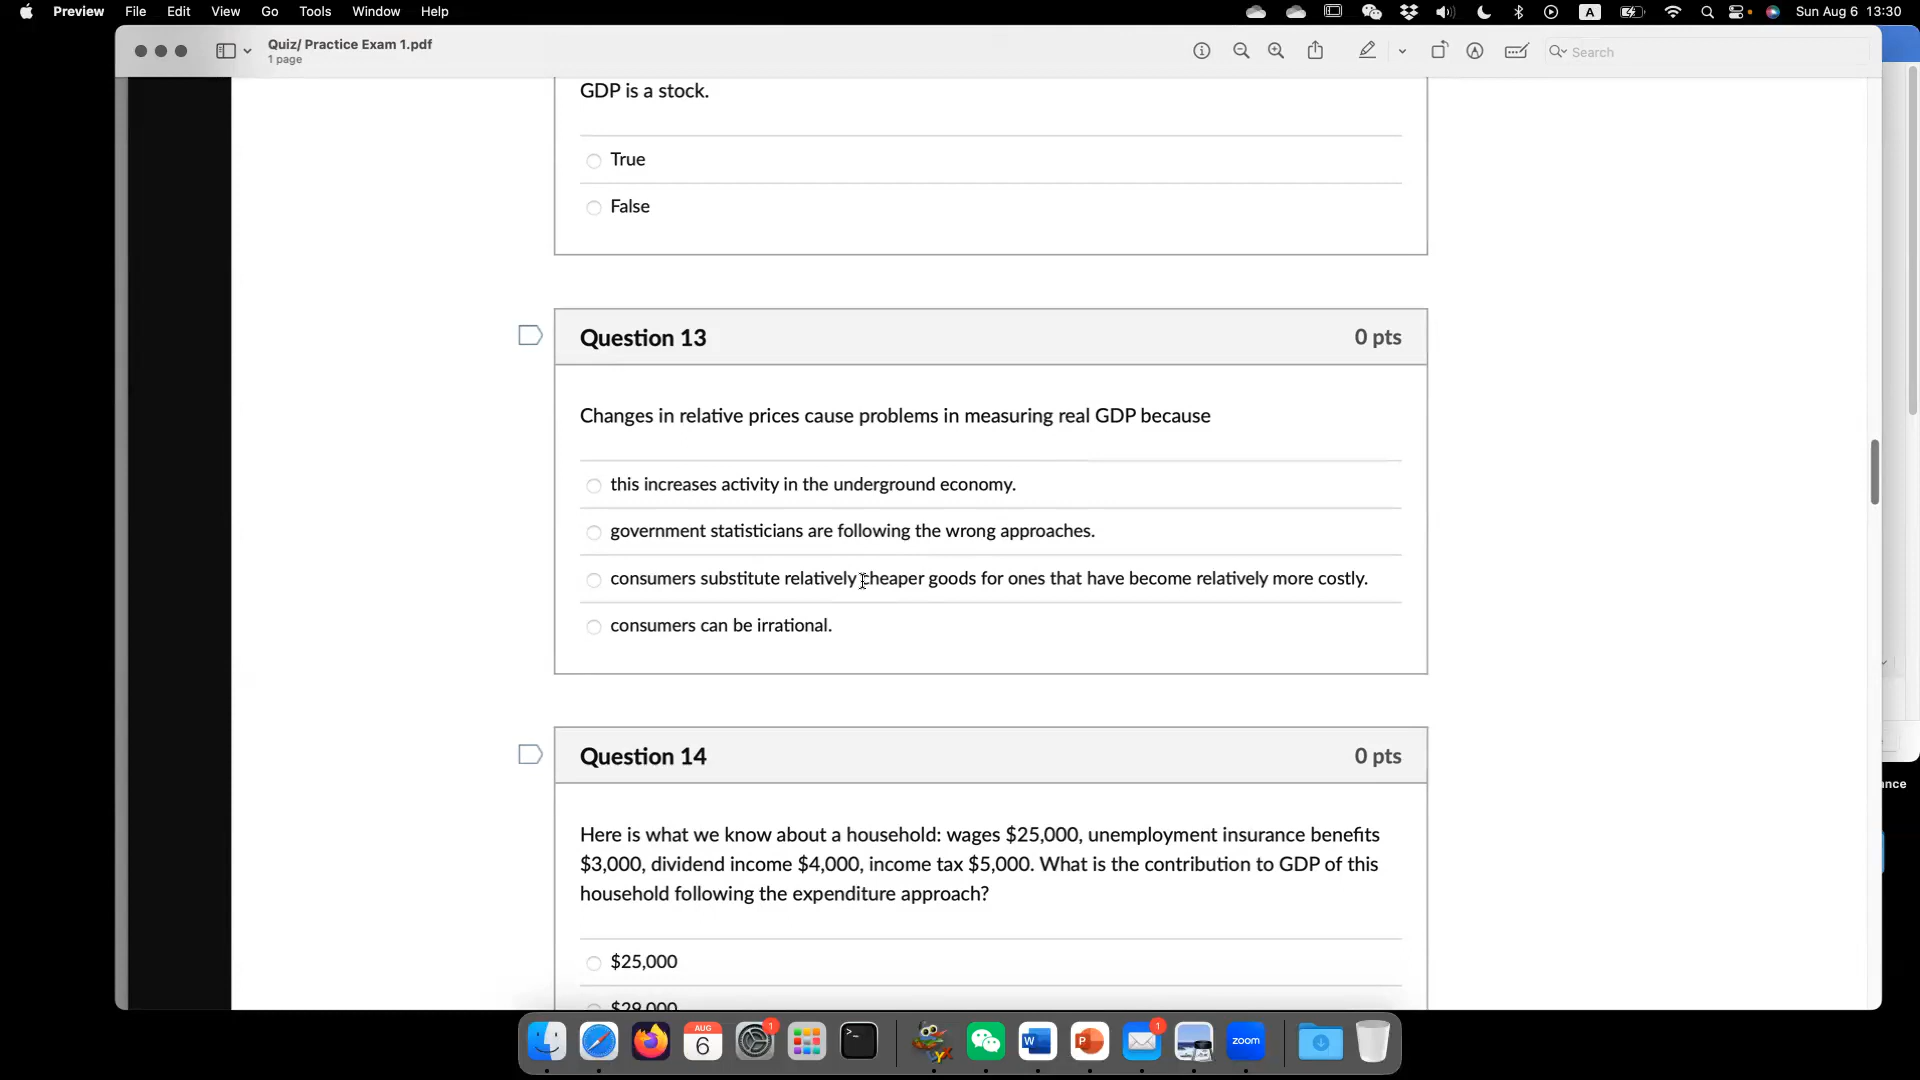 Preview File Edit View Go Tools Window Help
A
Sun Aug 6 13:30
Quiz/ Practice Exam 1.pdf
1 page
Search
GDP is a stock.
True
False
Question 13 0 pts
Changes in relative prices cause problems in measuring real GDP because
this increases activity in the underground economy.
government statisticians are following the wrong approaches.
consumers substitute relatively cheaper goods for ones that have become relatively more costly.
consumers can be irrational.
nce
Question 14 0 pts
Here is what we know about a household: wages $25,000, unemployment insurance benefits
$3,000, dividend income $4,000, income tax $5,000. What is the contribution to GDP of this
household following the expenditure approach?
$25,000
$29,000
AUG
6
1
W
P
1
zoom